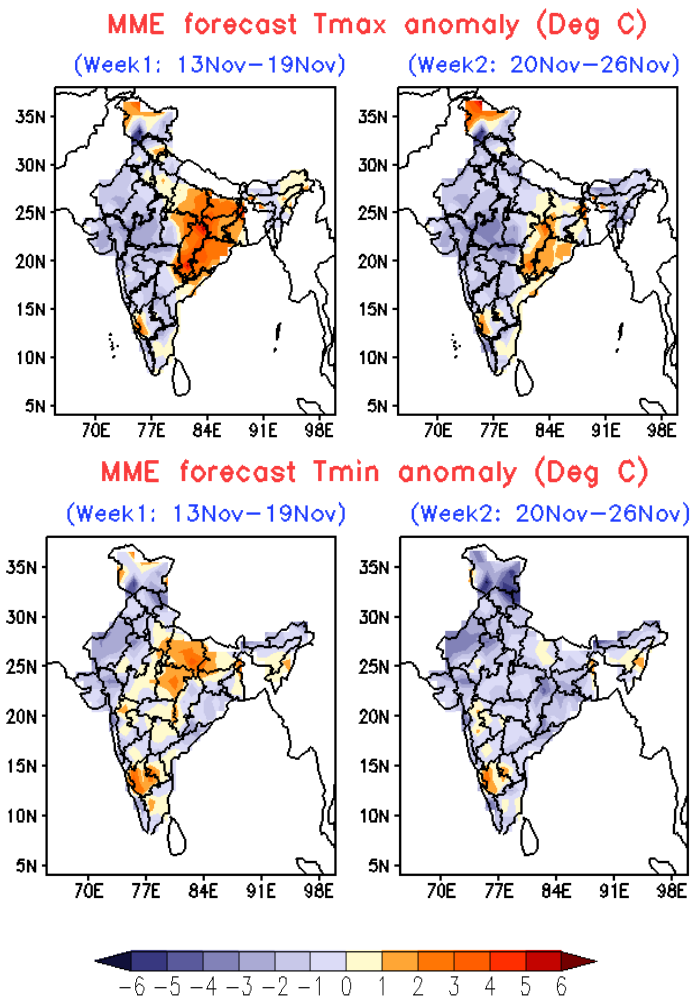 MME forecast Tmax anomaly (Deg C)
(Week1: 13Nov−19Nov) (Week2: 20Nov−26Nov)
35N 35N
30N 30N
25N 25N
20N 20N
15N 15N
10N 10N
5N 5N
70E 77E 84E 91E 98E 70E 77E 84E 91E 98E
MME forecast Tmin anomaly (Deg C)
(Week1: 13Nov−19Nov) (Week2: 20Nov−26Nov)
35N 35N
30N 30N
25N 25N
20N 20N
15N 15N
10N 10N
5N 5N
70E 77E 84E 91E 98E 70E 77E 84E 91E 98E
−6 −5 −4 −3 −2 −1 0 1 2 3 4 5 6